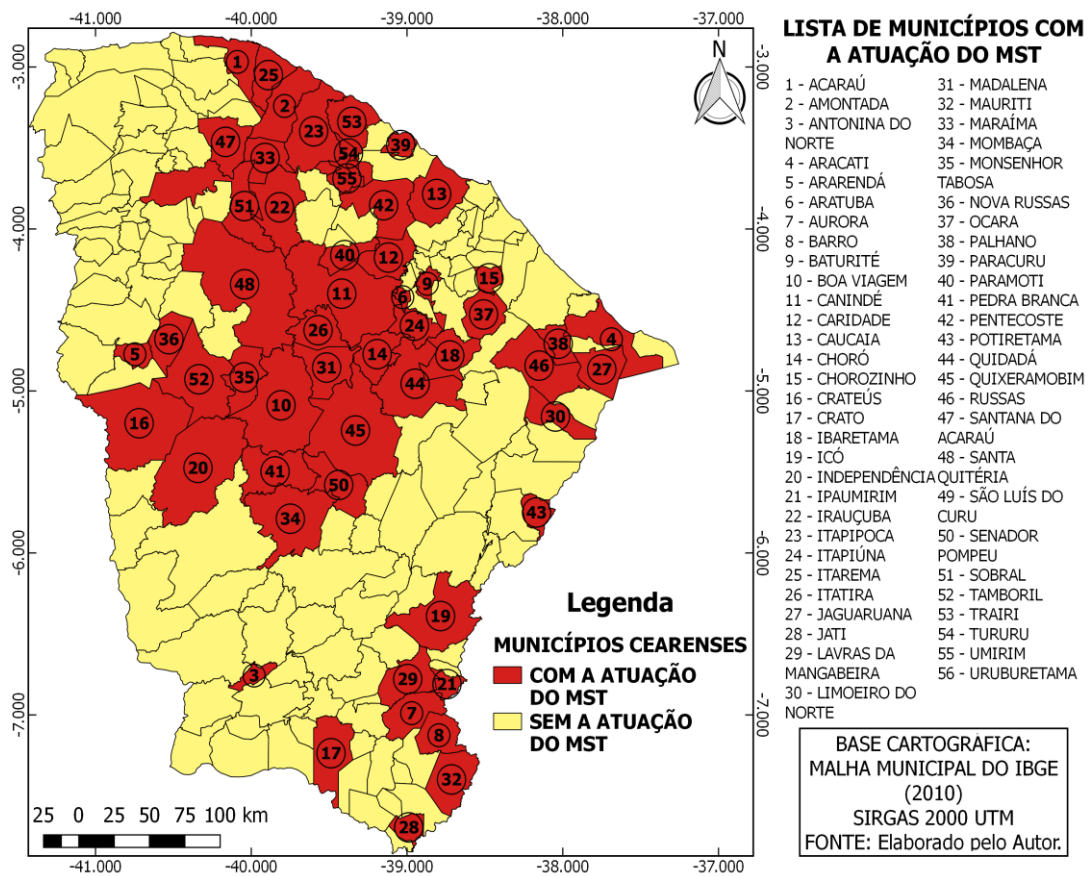 -41.000
-40.000
-39.000
-38.000
-37.000
-3.000
-4.000
-5.000
-6.000
-7.000
-3.000
-4.000
-5.000
-6.000
-7.000
-41.000
-40.000
-39.000
-38.000
-37.000
N
1
25
2
23
53
47
33
54
39
55
13
51
22
42
40
12
48
11
9
15
6
37
26
24
36
5
38
4
14
18
46
27
52
35
31
44
10
30
16
45
20
41
50
34
43
19
3
29
21
7
8
17
32
28
Legenda
MUNICÍPIOS CEARENSES
COM A ATUAÇÃO
DO MST
SEM A ATUAÇÃO
DO MST
25 0 25 50 75 100 km
LISTA DE MUNICÍPIOS COM
A ATUAÇÃO DO MST
1 - ACARAÚ
2 - AMONTADA
3 - ANTONINA DO
NORTE
4 - ARACATI
5 - ARARENDÁ
6 - ARATUBA
7 - AURORA
8 - BARRO
9 - BATURITÉ
10 - BOA VIAGEM
11 - CANINDÉ
12 - CARIDADE
13 - CAUCAIA
14 - CHORÓ
15 - CHOROZINHO
16 - CRATEÚS
17 - CRATO
18 - IBARETAMA
19 - ICÓ
20 - INDEPENDÊNCIA
21 - IPAUMIRIM
22 - IRAUÇUBA
23 - ITAPIPOCA
24 - ITAPIÚNA
25 - ITAREMA
26 - ITATIRA
27 - JAGUARUANA
28 - JATI
29 - LAVRAS DA
MANGABEIRA
30 - LIMOEIRO DO
NORTE
31 - MADALENA
32 - MAURITI
33 - MARAÍMA
34 - MOMBAÇA
35 - MONSENHOR
TABOSA
36 - NOVA RUSSAS
37 - OCARA
38 - PALHANO
39 - PARACURU
40 - PARAMOTI
41 - PEDRA BRANCA
42 - PENTECOSTE
43 - POTIRETAMA
44 - QUIDADÁ
45 - QUIXERAMOBIM
46 - RUSSAS
47 - SANTANA DO
ACARAÚ
48 - SANTA
QUITÉRIA
49 - SÃO LUÍS DO
CURU
50 - SENADOR
POMPEU
51 - SOBRAL
52 - TAMBORIL
53 - TRAIRI
54 - TURURU
55 - UMIRIM
56 - URUBURETAMA
BASE CARTOGRÁFICA:
MALHA MUNICIPAL DO IBGE
(2010)
SIRGAS 2000 UTM
FONTE: Elaborado pelo Autor.